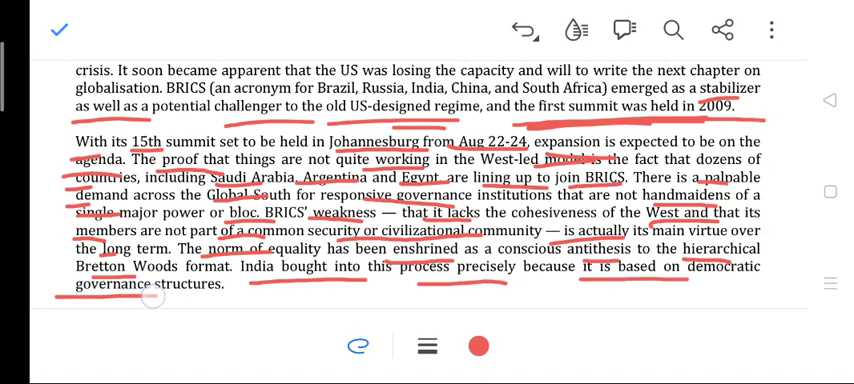 crisis. It soon became apparent that the US was losing the capacity and will to write the next chapter on
globalisation. BRICS (an acronym for Brazil, Russia, India, China, and South Africa) emerged as a stabilizer
as well as a potential challenger to the old US-designed regime, and the first summit was held in 2009.
With its 15th summit set to be held in Johannesburg from Aug 22-24, expansion is expected to be on the
agenda. The proof that things are not quite working in the West-led model is the fact that dozens of
countries, including Saudi Arabia, Argentina and Egypt, are lining up to join BRICS. There is a palpable
demand across the Global South for responsive governance institutions that are not handmaidens of a
single major power or bloc. BRICS' weakness — that it lacks the cohesiveness of the West and that its
members are not part of a common security or civilizational community — is actually its main virtue over
the long term. The norm of equality has been enshrined as a conscious antithesis to the hierarchical
Bretton Woods format. India bought into this process precisely because it is based on democratic
governance structures.